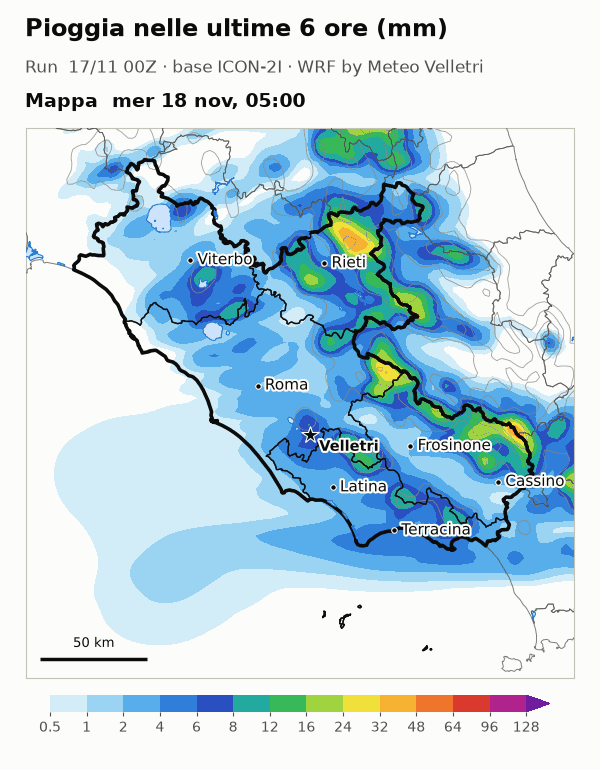 Pioggia nelle ultime 6 ore (mm)
Run  17/11 00Z · base ICON-2I · WRF by Meteo Velletri
Mappa  mer 18 nov, 05:00
Viterbo
Rieti
Roma
Velletri
Frosinone
Cassino
Latina
Terracina
50 km
0.5 1 2 4 6 8 12 16 24 32 48 64 96 128